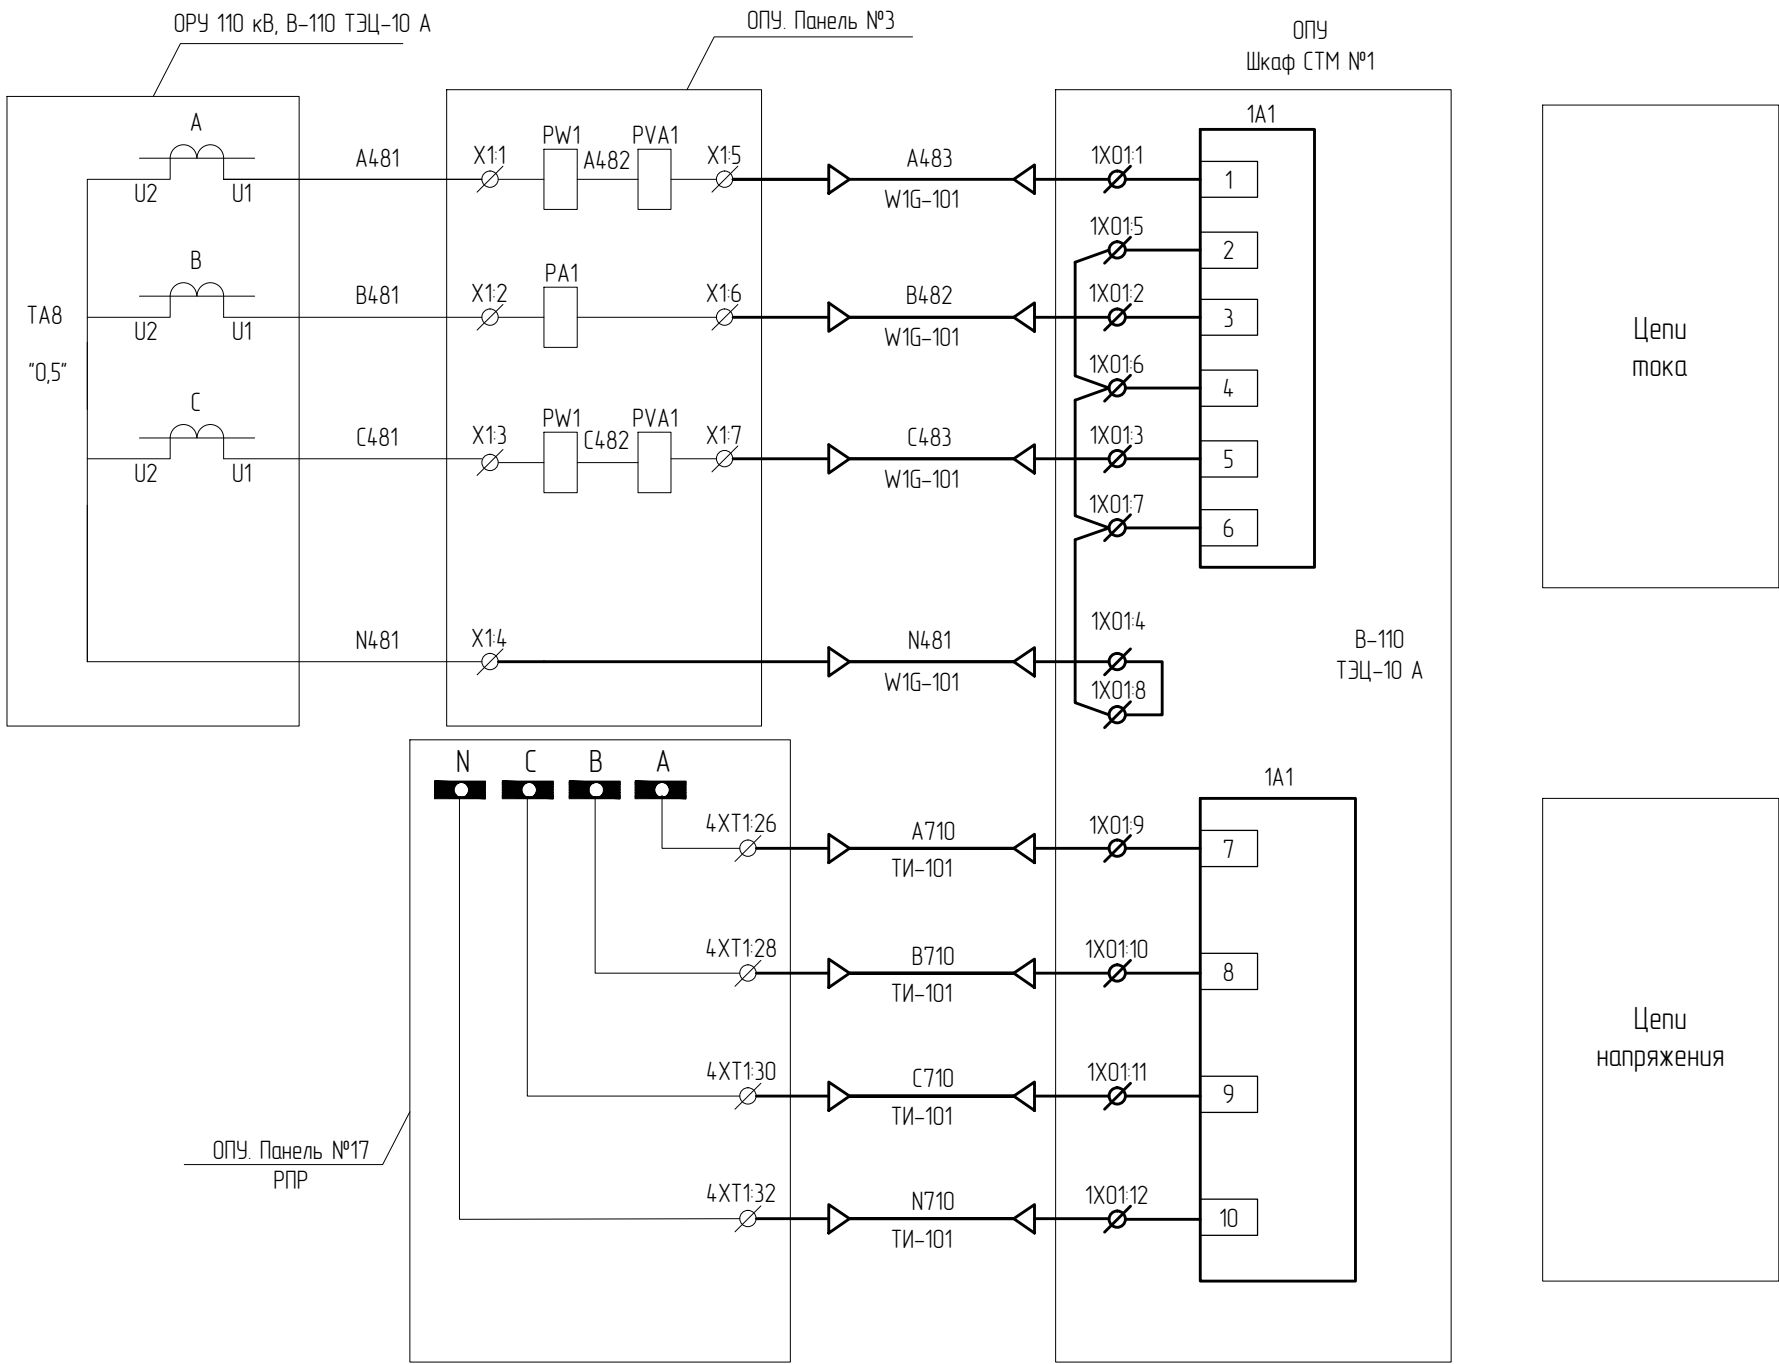 ОРУ 110 кВ, В-110 ТЭЦ-10 А
ОПУ. Панель №3
ОПУ
Шкаф СТМ №1
1А1
A
PW1
PVA1
A481
X1:1
A482
X1:5
A483
1X01:1
1
U2
U1
W1G-101
1X01:5
2
B
PA1
B481
X1:2
X1:6
B482
1X01:2
3
ТА8
U2
U1
W1G-101
Цепи
тока
"0,5"
1X01:6
4
C
PW1
PVA1
C481
X1:3
C482
X1:7
C483
1X01:3
5
U2
U1
W1G-101
1X01:7
6
N481
X1:4
N481
1X01:4
В-110
ТЭЦ-10 А
W1G-101
1X01:8
N
C
B
A
1А1
4XT1:26
A710
1X01:9
7
ТИ-101
4XT1:28
B710
1X01:10
8
ТИ-101
Цепи
напряжения
4XT1:30
C710
1X01:11
9
ТИ-101
ОПУ. Панель №17
РПР
4XT1:32
N710
1X01:12
10
ТИ-101